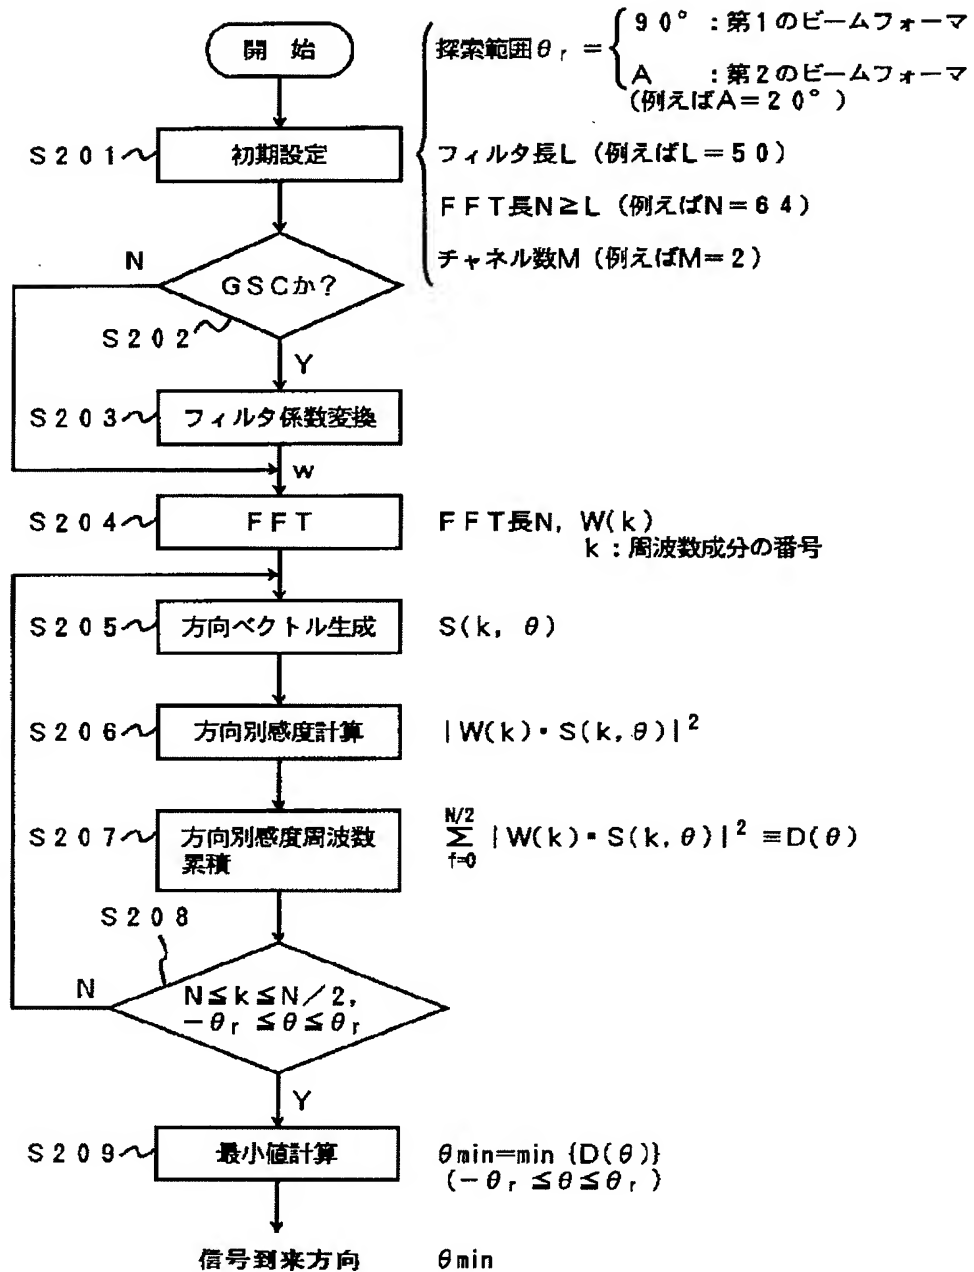 開 始
探索範囲θr = 90° : 第1のビームフォーマ
A : 第2のビームフォーマ
(例えばA=20°)
S201 初期設定
フィルタ長L (例えばL=50)
FFT長N≧L (例えばN=64)
チャネル数M (例えばM=2)
N
GSCか?
S202
Y
S203 フィルタ係数変換
w
S204 FFT FFT長N, W(k)
k : 周波数成分の番号
S205 方向ベクトル生成 S(k, θ)
S206 方向別感度計算 |W(k)・S(k, θ)|²
S207 方向別感度周波数
累積
N/2
Σ |W(k)・S(k, θ)|² ≡D(θ)
f=0
S208
N
N≦k≦N/2,
-θr≦θ≦θr
Y
S209 最小値計算 θmin=min {D(θ)}
(-θr≦θ≦θr)
信号到来方向 θmin